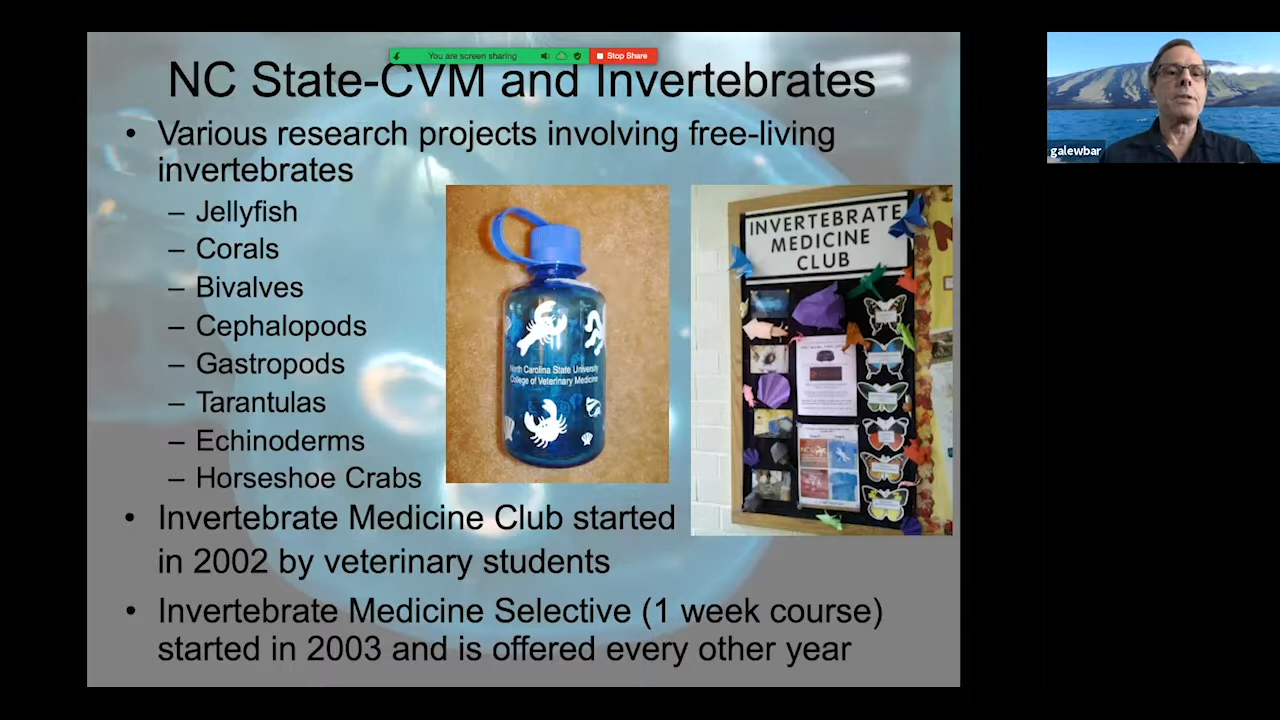 You are screen sharing
Stop Share
NC State-CVM and Invertebrates
• Various research projects involving free-living
invertebrates
– Jellyfish
– Corals
– Bivalves
– Cephalopods
– Gastropods
– Tarantulas
– Echinoderms
– Horseshoe Crabs
• Invertebrate Medicine Club started
in 2002 by veterinary students
• Invertebrate Medicine Selective (1 week course)
started in 2003 and is offered every other year
North Carolina State University
College of Veterinary Medicine
INVERTEBRATE
MEDICINE
CLUB
galewbar